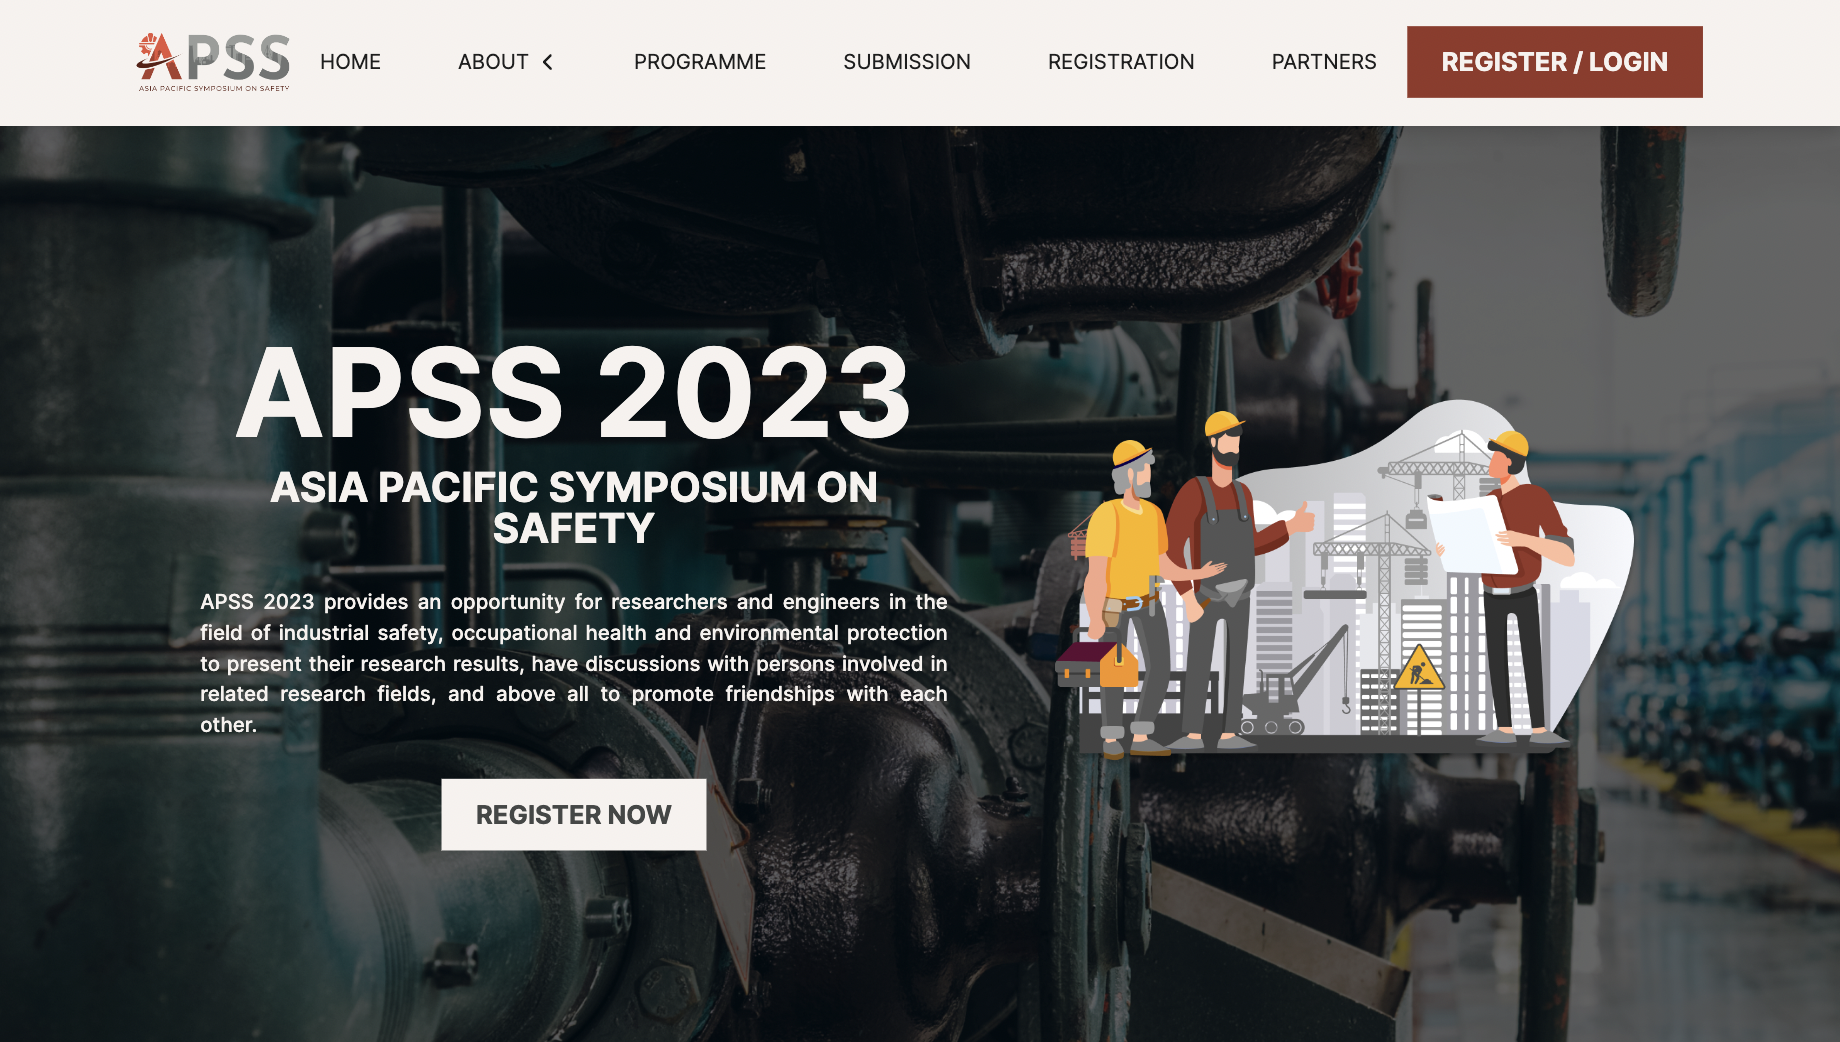 APSS
ASIA PACIFIC SYMPOSIUM ON SAFETY
HOME
ABOUT
PROGRAMME
SUBMISSION
REGISTRATION
PARTNERS
REGISTER / LOGIN
APSS 2023
ASIA PACIFIC SYMPOSIUM ON
SAFETY
APSS 2023 provides an opportunity for researchers and engineers in the
field of industrial safety, occupational health and environmental protection
to present their research results, have discussions with persons involved in
related research fields, and above all to promote friendships with each
other.
REGISTER NOW